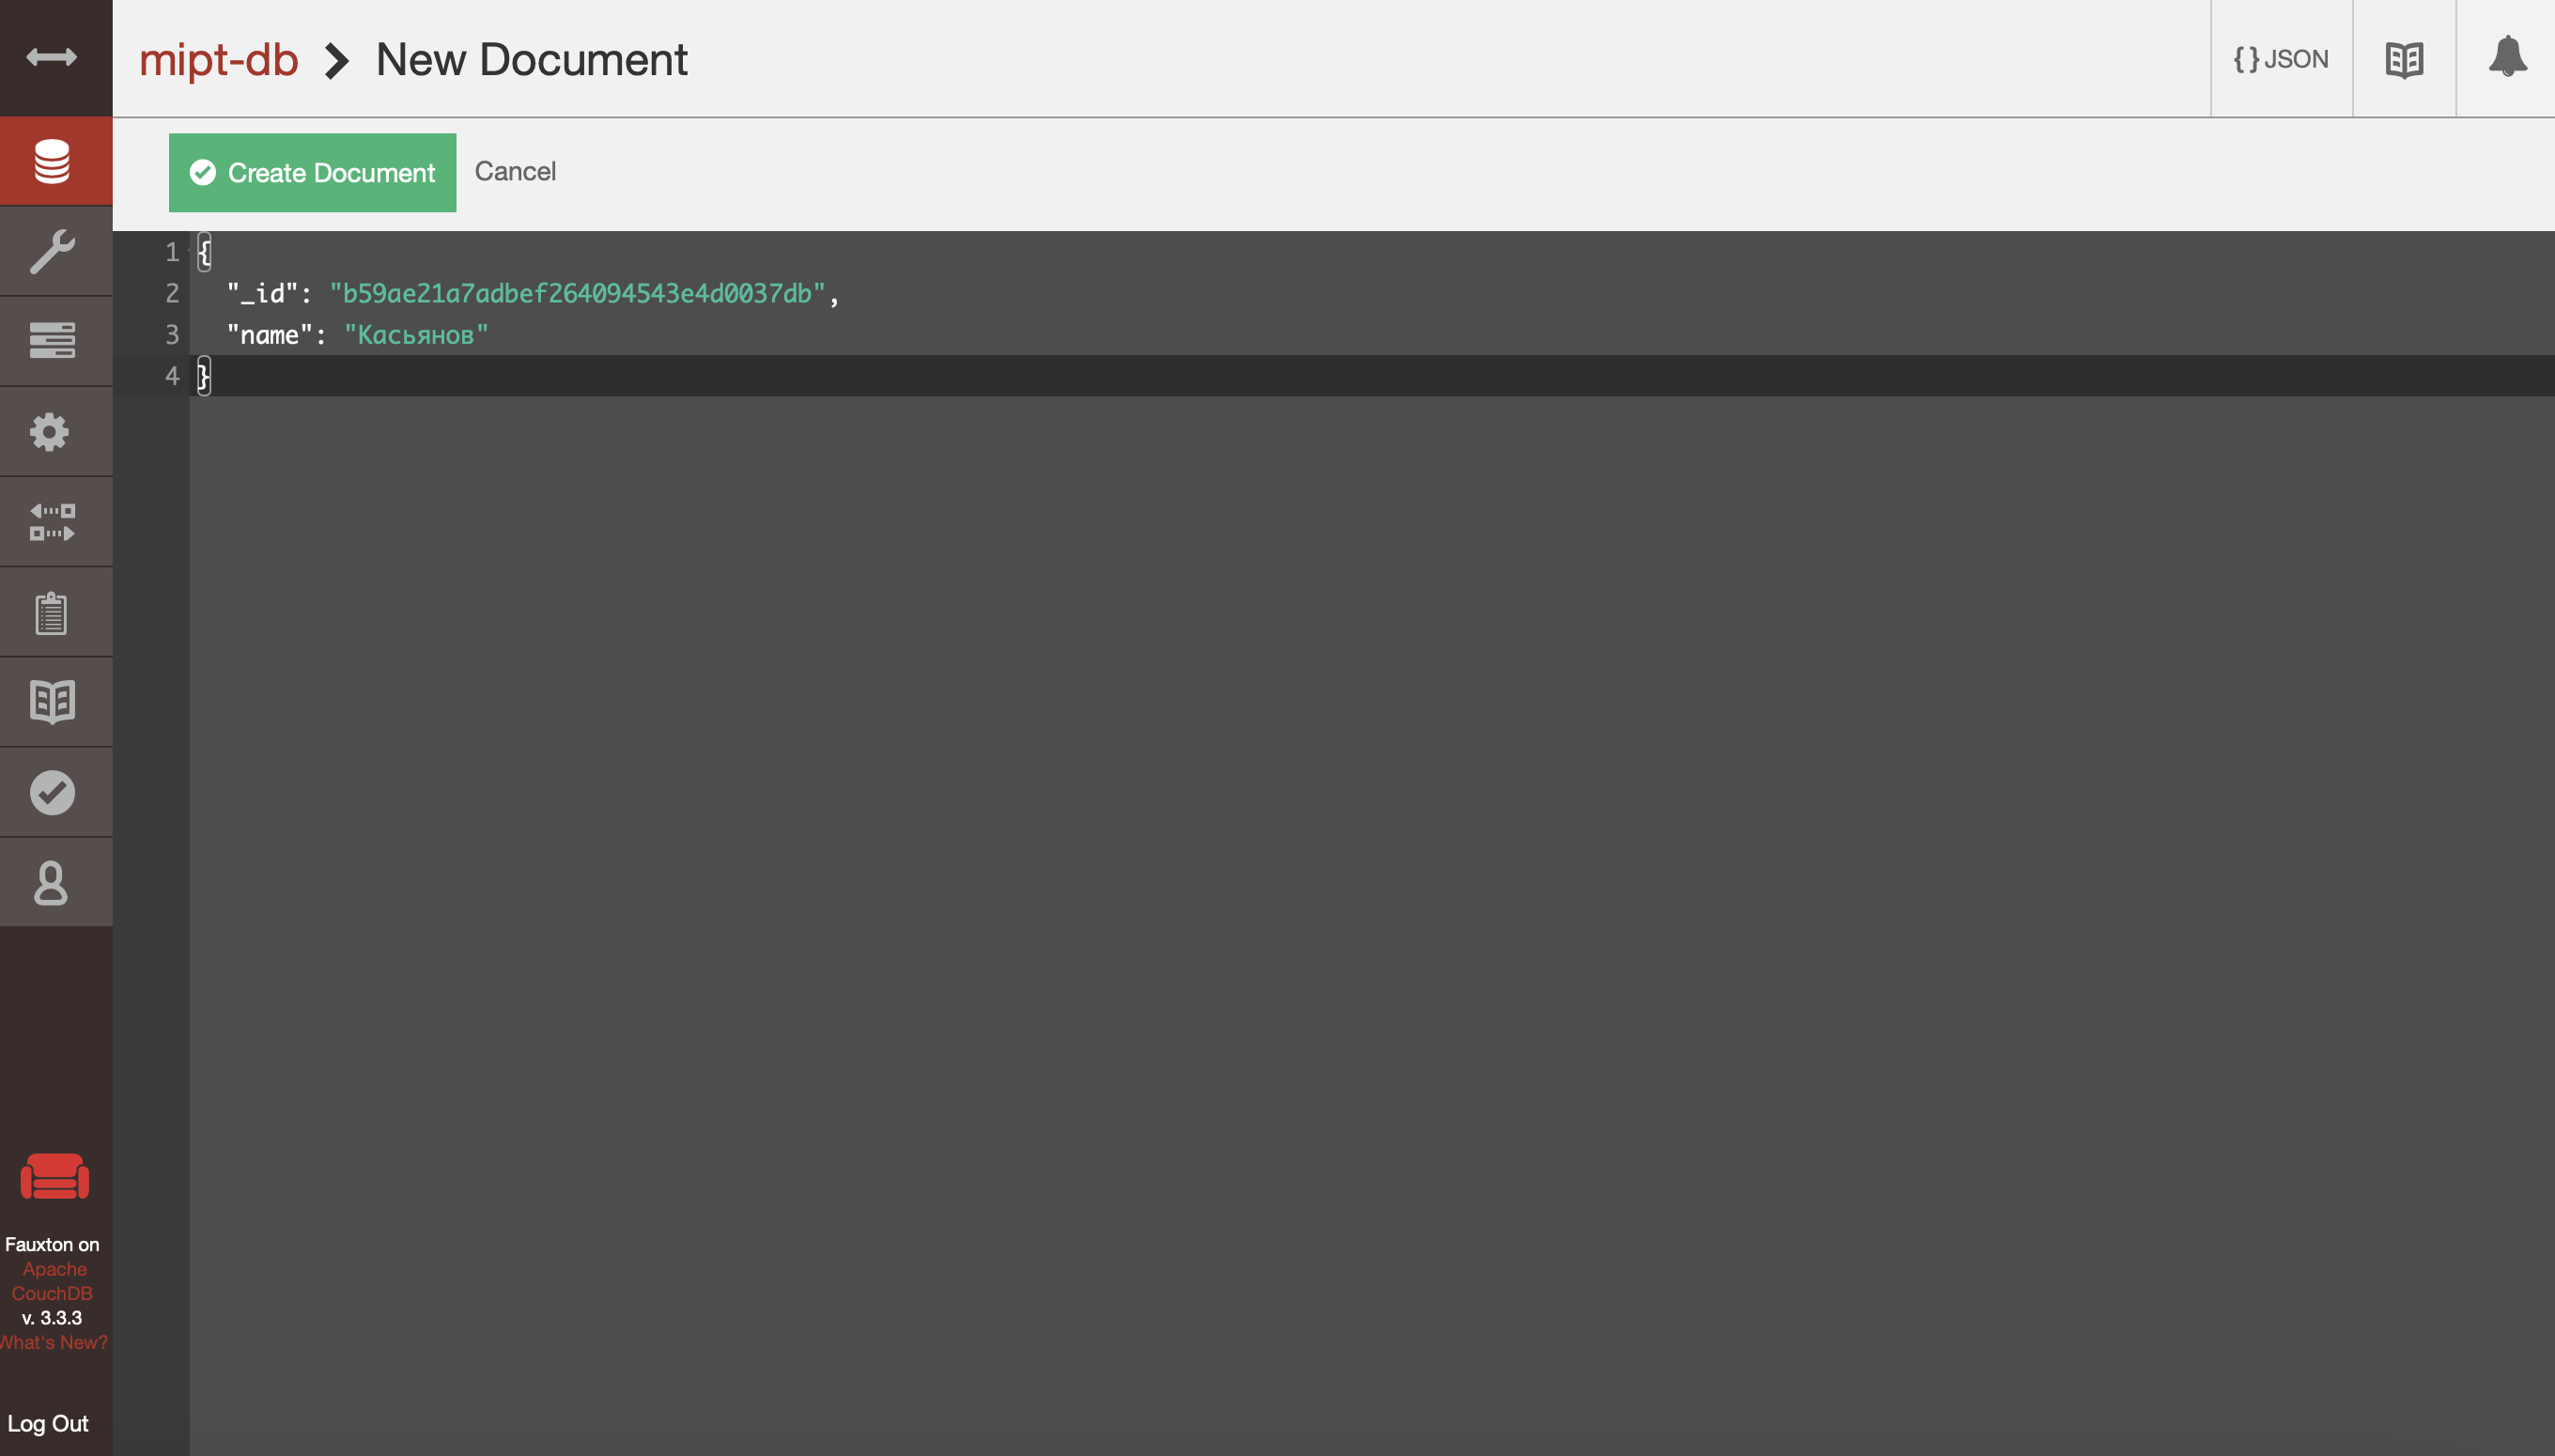 mipt-db > New Document
{ } JSON
Create Document Cancel
1 {
2 "_id": "b59ae21a7adbef264094543e4d0037db",
3 "name": "Касьянов"
4 }
Fauxton on
Apache
CouchDB
v. 3.3.3
What's New?
Log Out